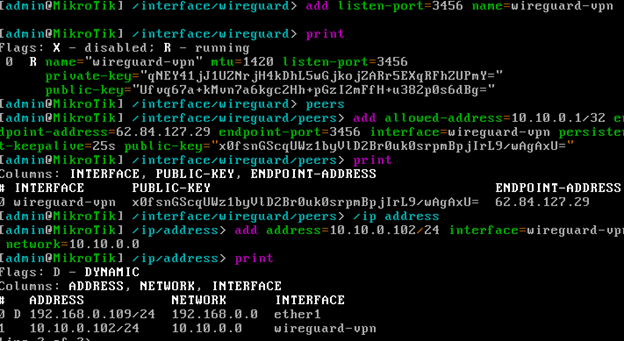 [admin@MikroTik] /interface/wireguard> add listen-port=3456 name=wireguard-vpn
[admin@MikroTik] /interface/wireguard> print
Flags: X - disabled; R - running
0 R name="wireguard-vpn" mtu=1420 listen-port=3456
private-key="qNEY41jJ1UZNrjH4kDhL5wGjkojZARr5EXqRFhZUPmY="
public-key="Ufvq67a+kMvn7a6kgc2Hh+pGzIZmFfH+u382p0s6dBg="
[admin@MikroTik] /interface/wireguard> peers
[admin@MikroTik] /interface/wireguard/peers> add allowed-address=10.10.0.1/32 en
dpoint-address=62.84.127.29 endpoint-port=3456 interface=wireguard-vpn persisten
t-keepalive=25s public-key="x0fsnGScqUWz1byVlD2Br0uk0srpmBpjIrL9/wAgAxU="
[admin@MikroTik] /interface/wireguard/peers> print
Columns: INTERFACE, PUBLIC-KEY, ENDPOINT-ADDRESS
# INTERFACE PUBLIC-KEY ENDPOINT-ADDRESS
0 wireguard-vpn x0fsnGScqUWz1byVlD2Br0uk0srpmBpjIrL9/wAgAxU= 62.84.127.29
[admin@MikroTik] /interface/wireguard/peers> /ip address
[admin@MikroTik] /ip/address> add address=10.10.0.102/24 interface=wireguard-vpn
network=10.10.0.0
[admin@MikroTik] /ip/address> print
Flags: D - DYNAMIC
Columns: ADDRESS, NETWORK, INTERFACE
# ADDRESS NETWORK INTERFACE
0 D 192.168.0.109/24 192.168.0.0 ether1
1 10.10.0.102/24 10.10.0.0 wireguard-vpn